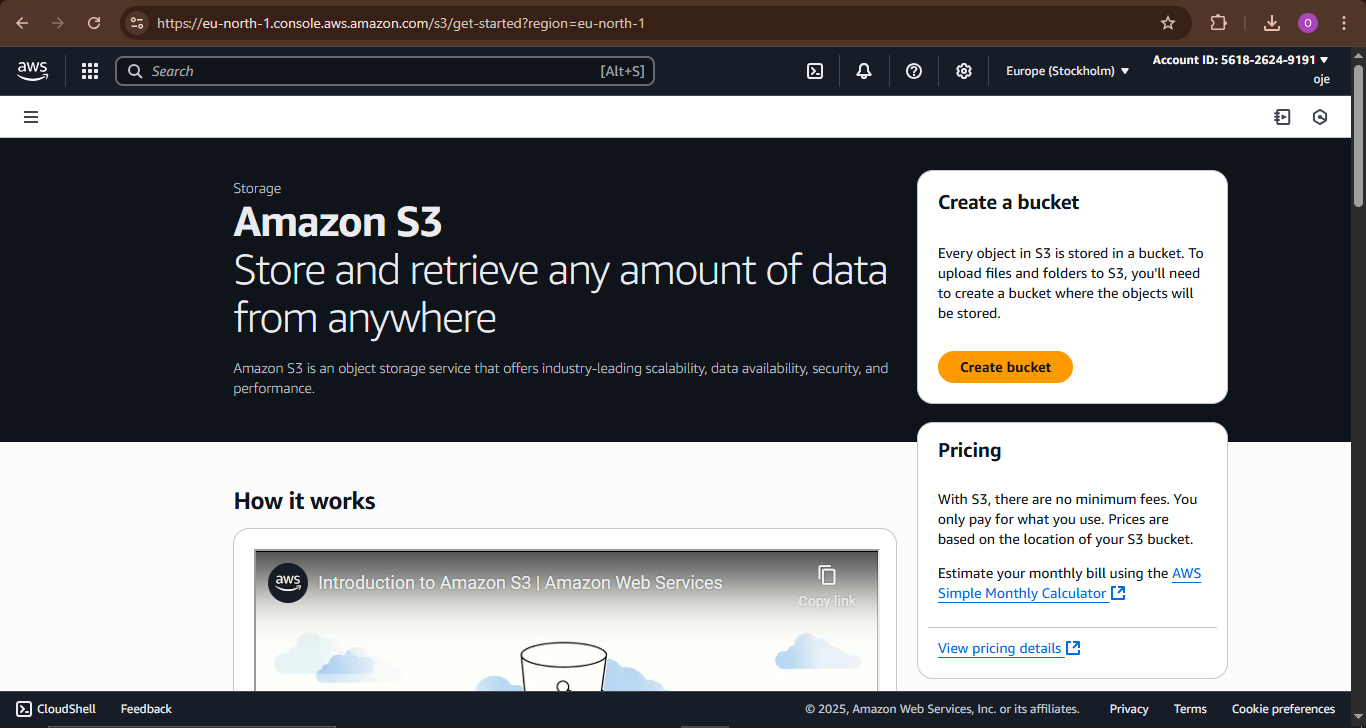 https://eu-north-1.console.aws.amazon.com/s3/get-started?region=eu-north-1
O
aws
Search
[Alt+S]
Europe (Stockholm)
Account ID: 5618-2624-9191
oje
Storage
Amazon S3
Store and retrieve any amount of data
from anywhere
Amazon S3 is an object storage service that offers industry-leading scalability, data availability, security, and
performance.
Create a bucket
Every object in S3 is stored in a bucket. To
upload files and folders to S3, you'll need
to create a bucket where the objects will
be stored.
Create bucket
Pricing
With S3, there are no minimum fees. You
only pay for what you use. Prices are
based on the location of your S3 bucket.
Estimate your monthly bill using the AWS
Simple Monthly Calculator
View pricing details
How it works
aws
Introduction to Amazon S3 | Amazon Web Services
Copy link
CloudShell
Feedback
© 2025, Amazon Web Services, Inc. or its affiliates.
Privacy
Terms
Cookie preferences